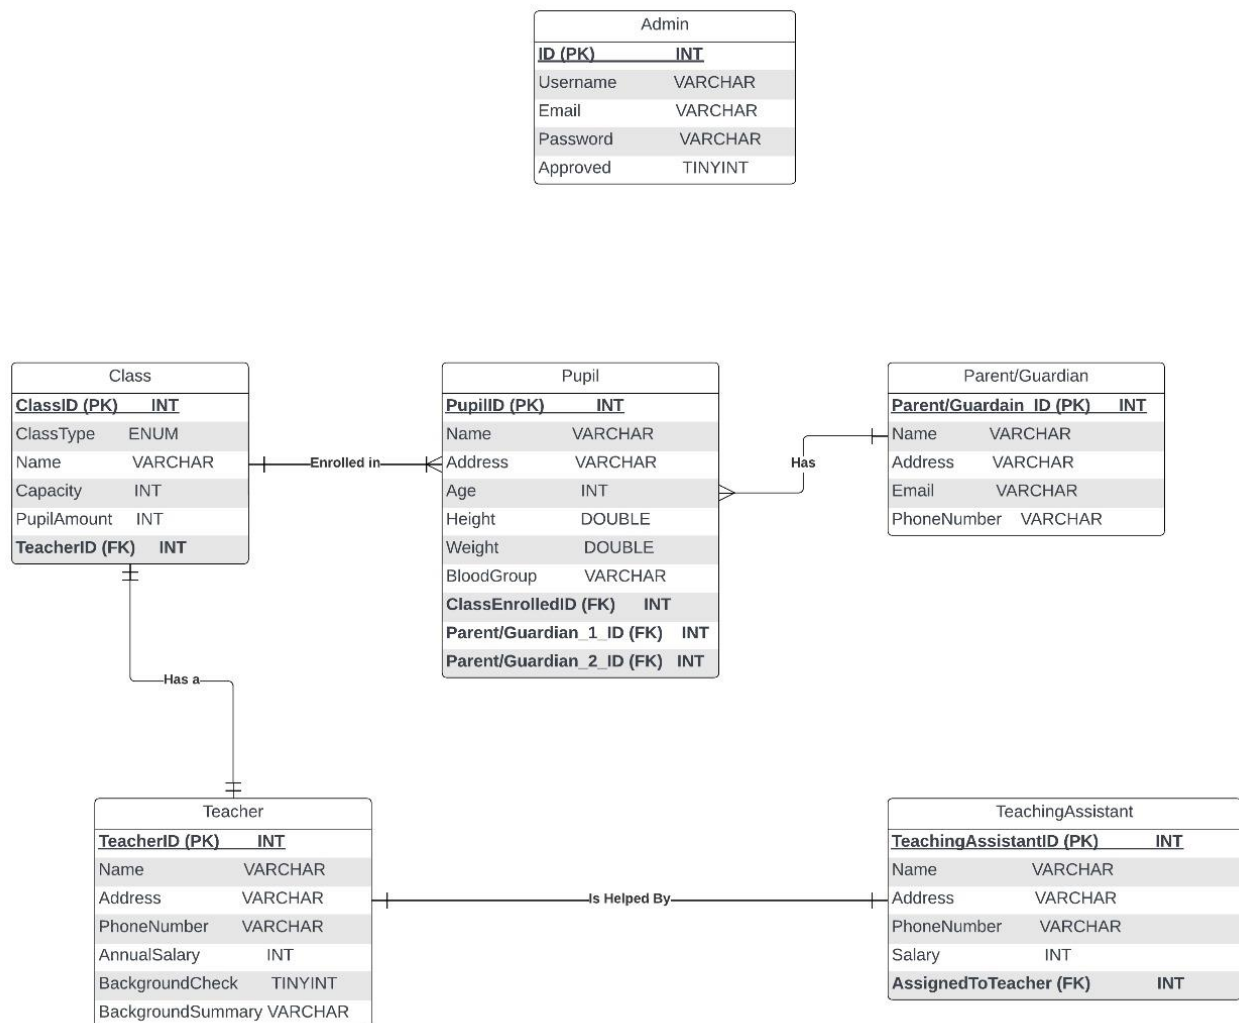 Admin
ID (PK) INT
Username VARCHAR
Email VARCHAR
Password VARCHAR
Approved TINYINT
Class
ClassID (PK) INT
ClassType ENUM
Name VARCHAR
Capacity INT
PupilAmount INT
TeacherID (FK) INT
Enrolled in
Pupil
PupilID (PK) INT
Name VARCHAR
Address VARCHAR
Age INT
Height DOUBLE
Weight DOUBLE
BloodGroup VARCHAR
ClassEnrolledID (FK) INT
Parent/Guardian_1_ID (FK) INT
Parent/Guardian_2_ID (FK) INT
Has
Parent/Guardian
Parent/Guardain_ID (PK) INT
Name VARCHAR
Address VARCHAR
Email VARCHAR
PhoneNumber VARCHAR
Has a
Teacher
TeacherID (PK) INT
Name VARCHAR
Address VARCHAR
PhoneNumber VARCHAR
AnnualSalary INT
BackgroundCheck TINYINT
BackgroundSummary VARCHAR
Is Helped By
TeachingAssistant
TeachingAssistantID (PK) INT
Name VARCHAR
Address VARCHAR
PhoneNumber VARCHAR
Salary INT
AssignedToTeacher (FK) INT